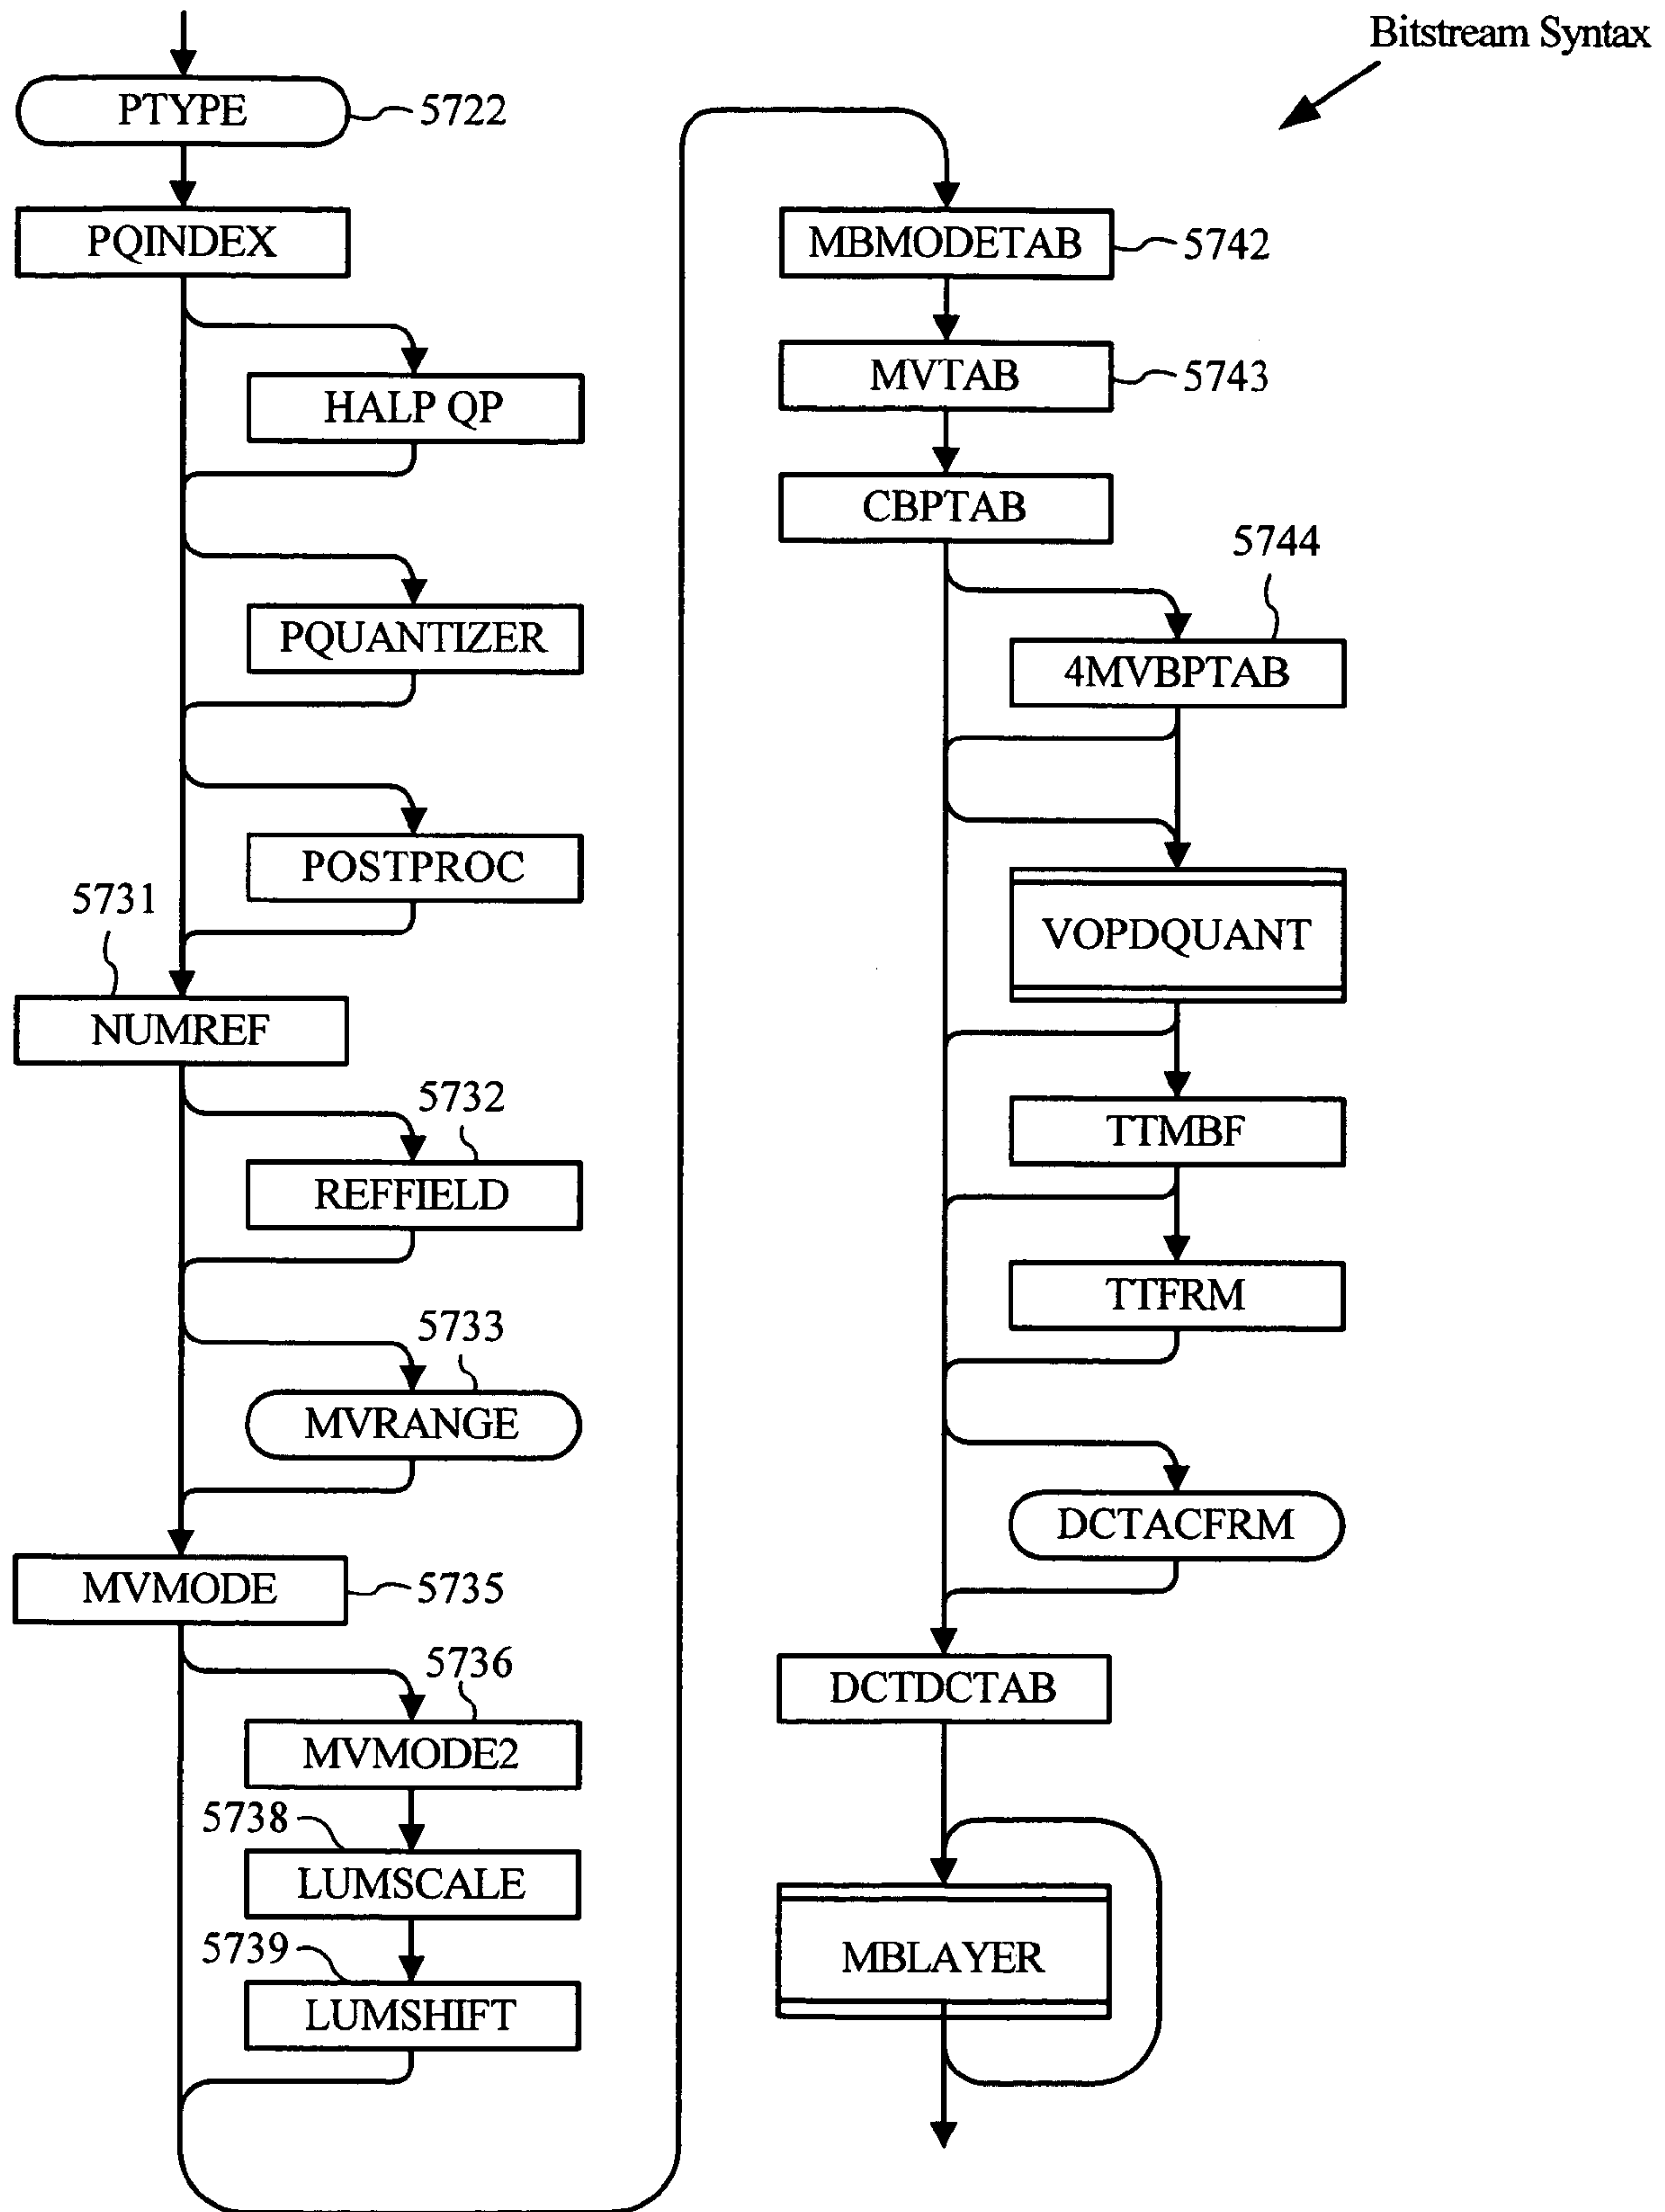 Bitstream Syntax
PTYPE
5722
PQINDEX
HALP QP
PQUANTIZER
POSTPROC
5731
NUMREF
5732
REFFIELD
5733
MVRANGE
MVMODE
5735
5736
MVMODE2
5738
LUMSCALE
5739
LUMSHIFT
MBMODETAB
5742
MVTAB
5743
CBPTAB
5744
4MVBPTAB
VOPDQUANT
TTMBF
TTFRM
DCTACFRM
DCTDCTAB
MBLAYER